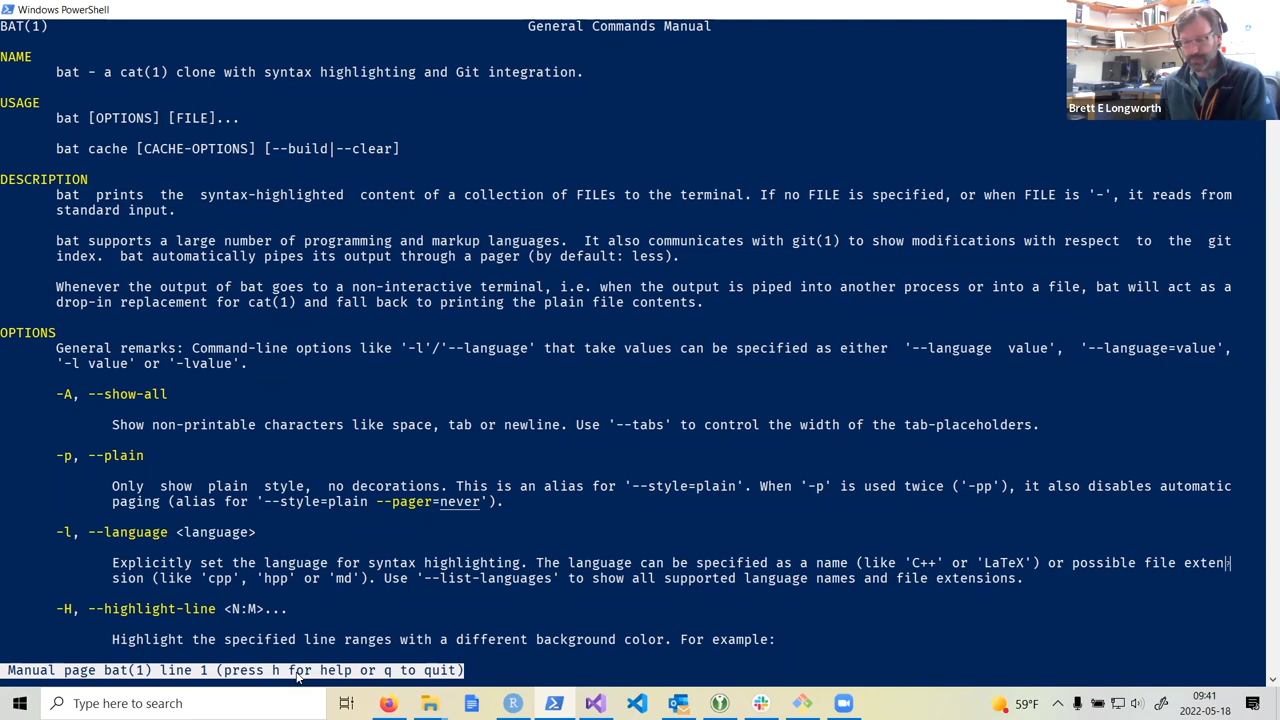 Windows PowerShell
BAT(1) General Commands Manual
NAME
bat - a cat(1) clone with syntax highlighting and Git integration.
USAGE
bat [OPTIONS] [FILE]...
bat cache [CACHE-OPTIONS] [--build|--clear]
DESCRIPTION
bat prints the syntax-highlighted content of a collection of FILEs to the terminal. If no FILE is specified, or when FILE is '-', it reads from
standard input.
bat supports a large number of programming and markup languages. It also communicates with git(1) to show modifications with respect to the git
index. bat automatically pipes its output through a pager (by default: less).
Whenever the output of bat goes to a non-interactive terminal, i.e. when the output is piped into another process or into a file, bat will act as a
drop-in replacement for cat(1) and fall back to printing the plain file contents.
OPTIONS
General remarks: Command-line options like '-l'/'--language' that take values can be specified as either '--language value', '--language=value',
'-l value' or '-lvalue'.
-A, --show-all
Show non-printable characters like space, tab or newline. Use '--tabs' to control the width of the tab-placeholders.
-p, --plain
Only show plain style, no decorations. This is an alias for '--style=plain'. When '-p' is used twice ('-pp'), it also disables automatic
paging (alias for '--style=plain --pager=never').
-l, --language <language>
Explicitly set the language for syntax highlighting. The language can be specified as a name (like 'C++' or 'LaTeX') or possible file exten
sion (like 'cpp', 'hpp' or 'md'). Use '--list-languages' to show all supported language names and file extensions.
-H, --highlight-line <N:M>...
Highlight the specified line ranges with a different background color. For example:
Manual page bat(1) line 1 (press h for help or q to quit)
Brett E Longworth
Type here to search
59°F
09:41
2022-05-18